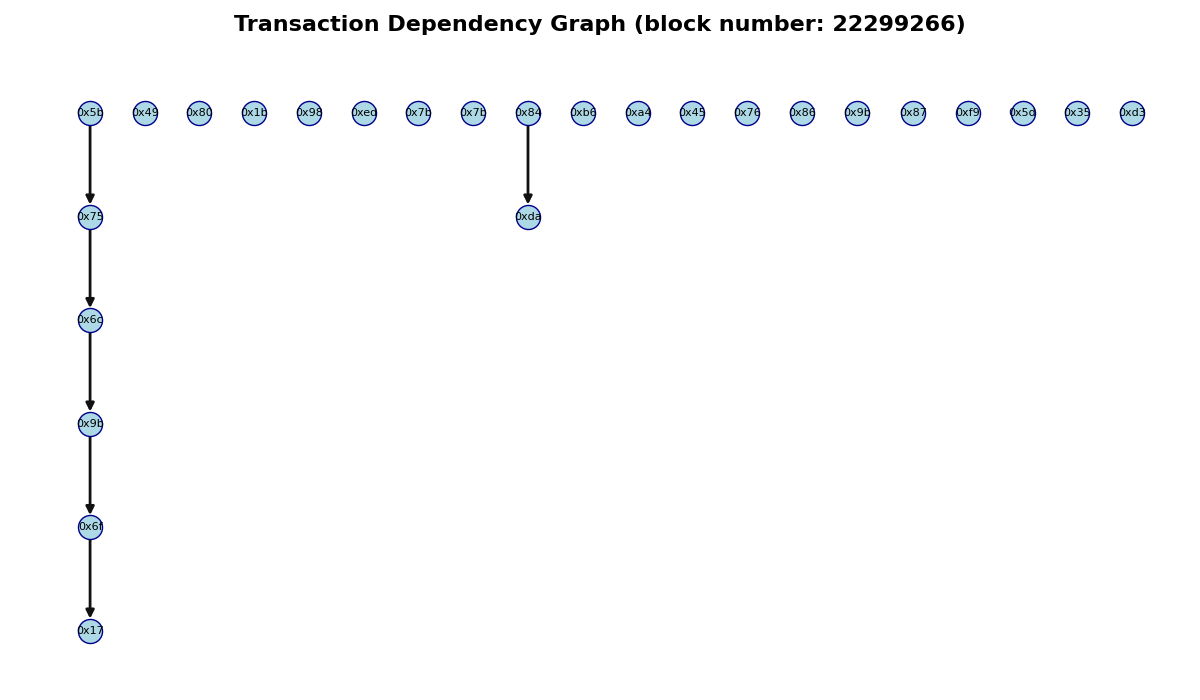 Transaction Dependency Graph (block number: 22299266)
0x5b 0x49 0x80 0x1b 0x98 0xed 0x7b 0x7b 0x84 0xb6 0xa4 0x45 0x76 0x86 0x9b 0x87 0xf9 0x5d 0x35 0xd3
0x75 0xda
0x6c
0x9b
0x6f
0x17